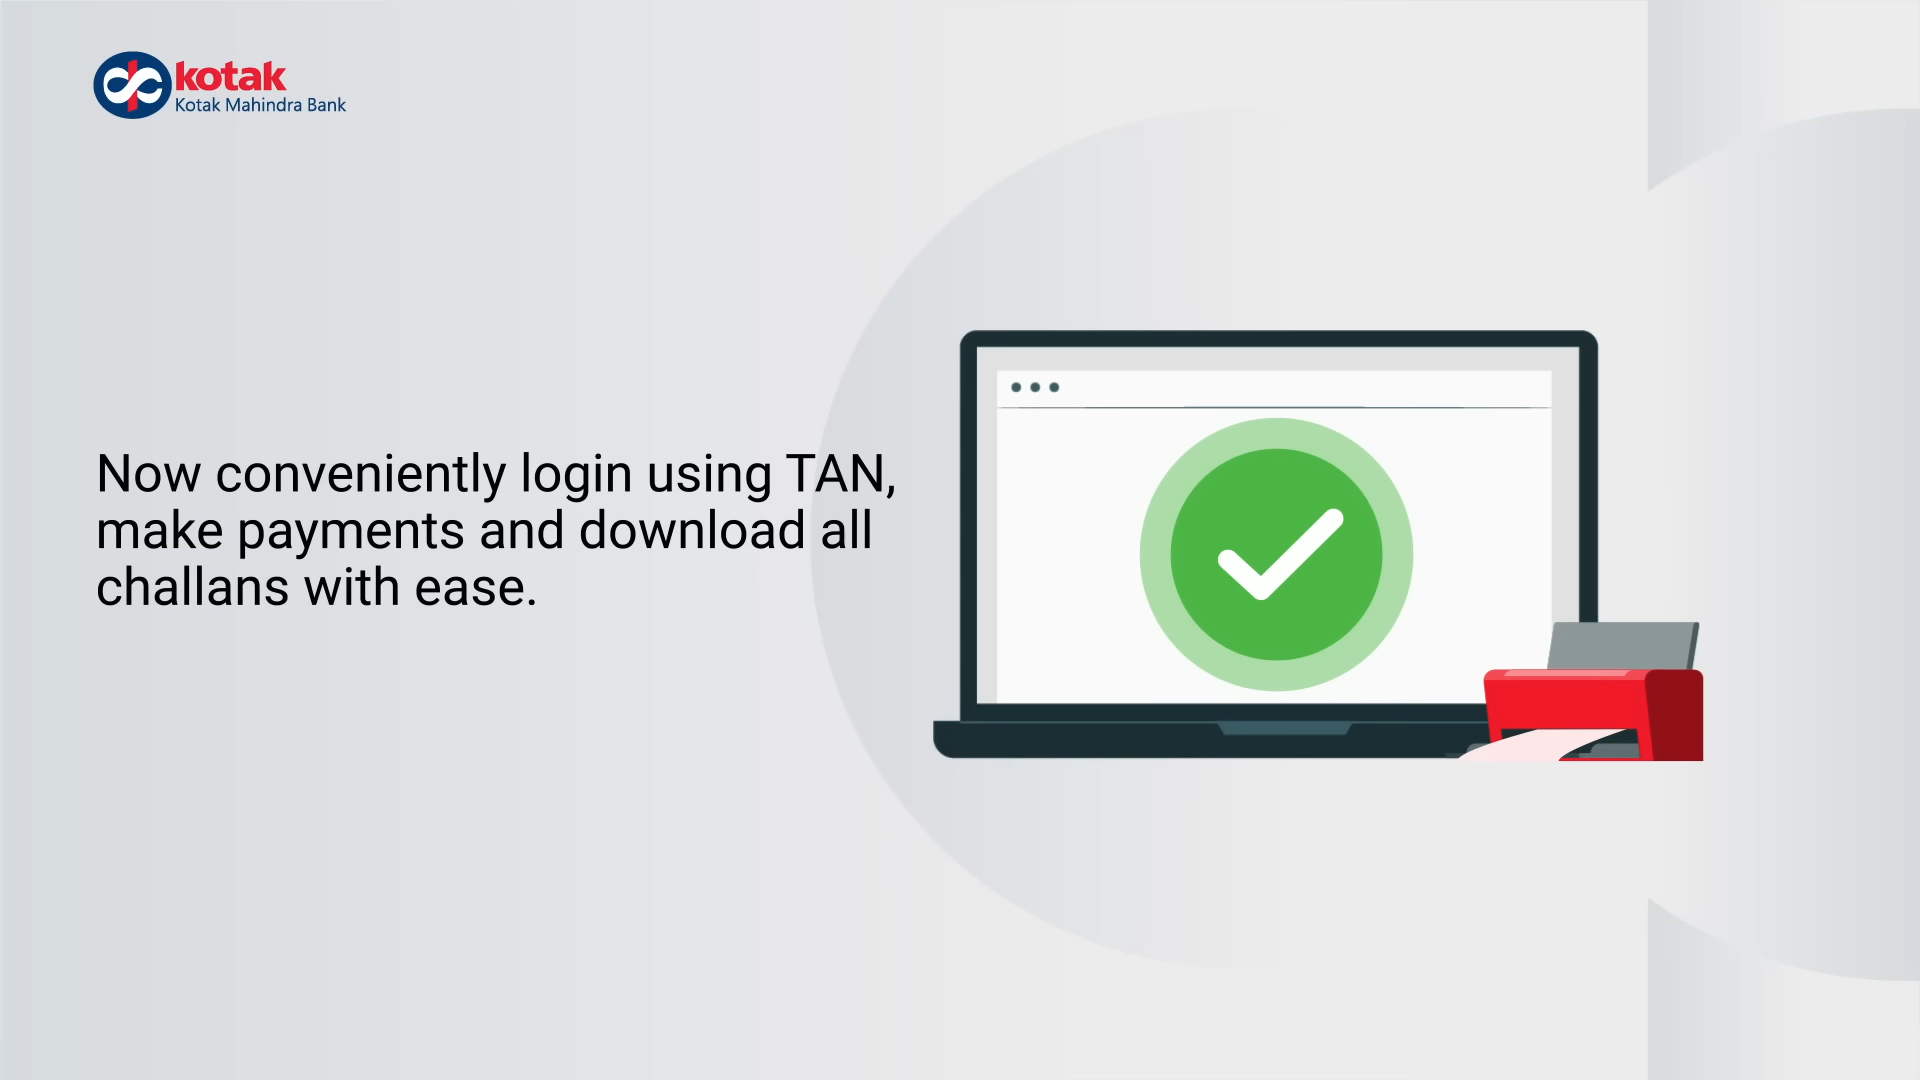 kotak
Kotak Mahindra Bank
Now conveniently login using TAN,
make payments and download all
challans with ease.